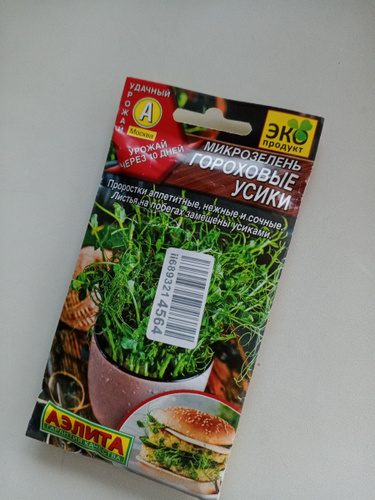 УДАЧНЫЙ
УРОЖАЙ
А
Москва
УРОЖАЙ
ЧЕРЕЗ 10 ДНЕЙ
ЭКО
продукт
МИКРОЗЕЛЕНЬ
ГОРОХОВЫЕ
УСИКИ
Проростки аппетитные, нежные и сочные.
Листья на побегах замещены усиками.
ii6893214564
АЭЛИТА